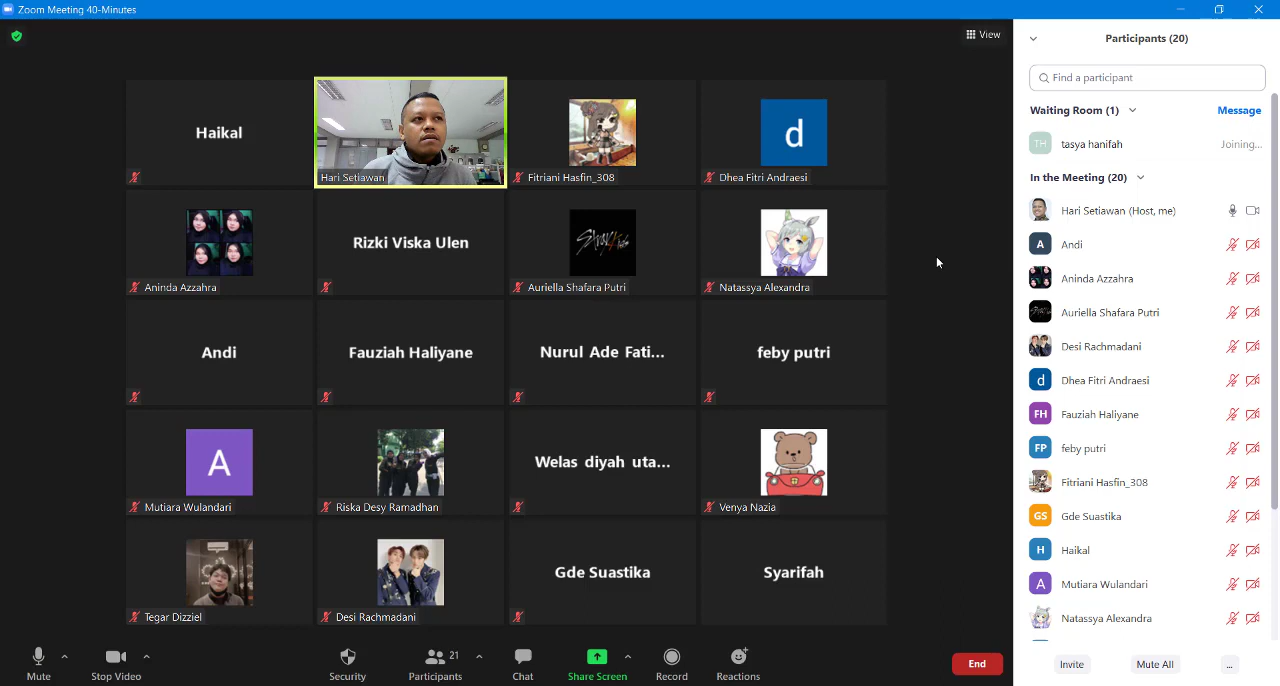 Zoom Meeting 40-Minutes
View
Haikal
Hari Setiawan
Fitriani Hasfin_308
d
Dhea Fitri Andraesi
Aninda Azzahra
Rizki Viska Ulen
Auriella Shafara Putri
Natassya Alexandra
Andi
Fauziah Haliyane
Nurul Ade Fati...
feby putri
A
Mutiara Wulandari
Riska Desy Ramadhan
Welas diyah uta...
Venya Nazia
Tegar Dizziel
Desi Rachmadani
Gde Suastika
Syarifah
Mute
Stop Video
Security
21
Participants
Chat
Share Screen
Record
Reactions
End
Participants (20)
Find a participant
Waiting Room (1) Message
TH tasya hanifah Joining...
In the Meeting (20)
Hari Setiawan (Host, me)
A Andi
Aninda Azzahra
Auriella Shafara Putri
Desi Rachmadani
d Dhea Fitri Andraesi
FH Fauziah Haliyane
FP feby putri
Fitriani Hasfin_308
GS Gde Suastika
H Haikal
A Mutiara Wulandari
Natassya Alexandra
Invite Mute All ...